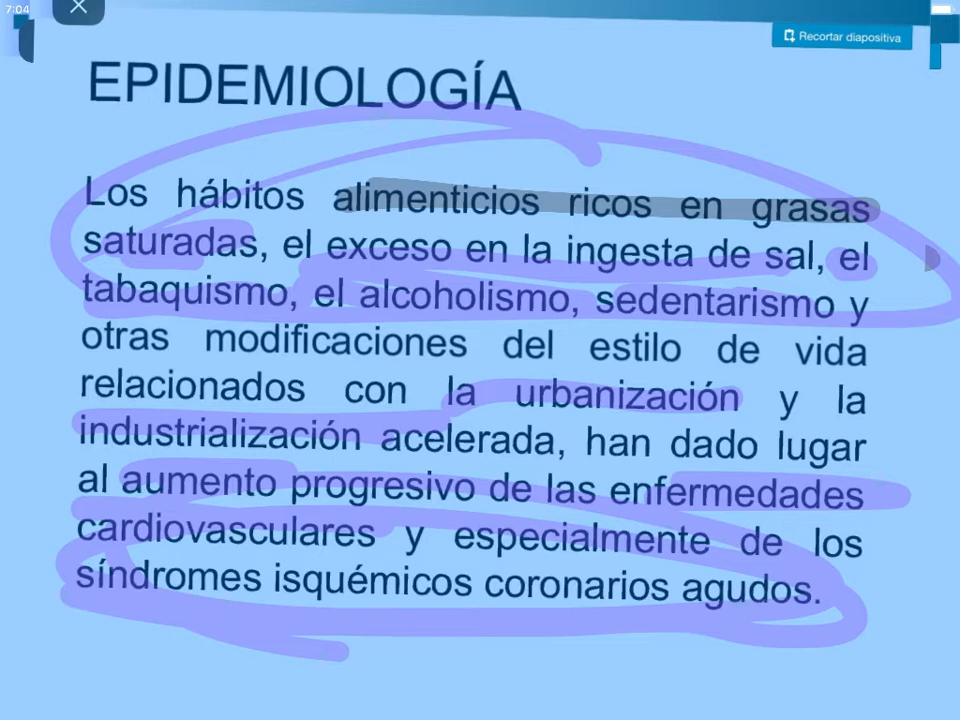 7:04
Recortar diapositiva
EPIDEMIOLOGÍA
Los hábitos alimenticios ricos en grasas
saturadas, el exceso en la ingesta de sal, el
tabaquismo, el alcoholismo, sedentarismo y
otras modificaciones del estilo de vida
relacionados con la urbanización y la
industrialización acelerada, han dado lugar
al aumento progresivo de las enfermedades
cardiovasculares y especialmente de los
síndromes isquémicos coronarios agudos.